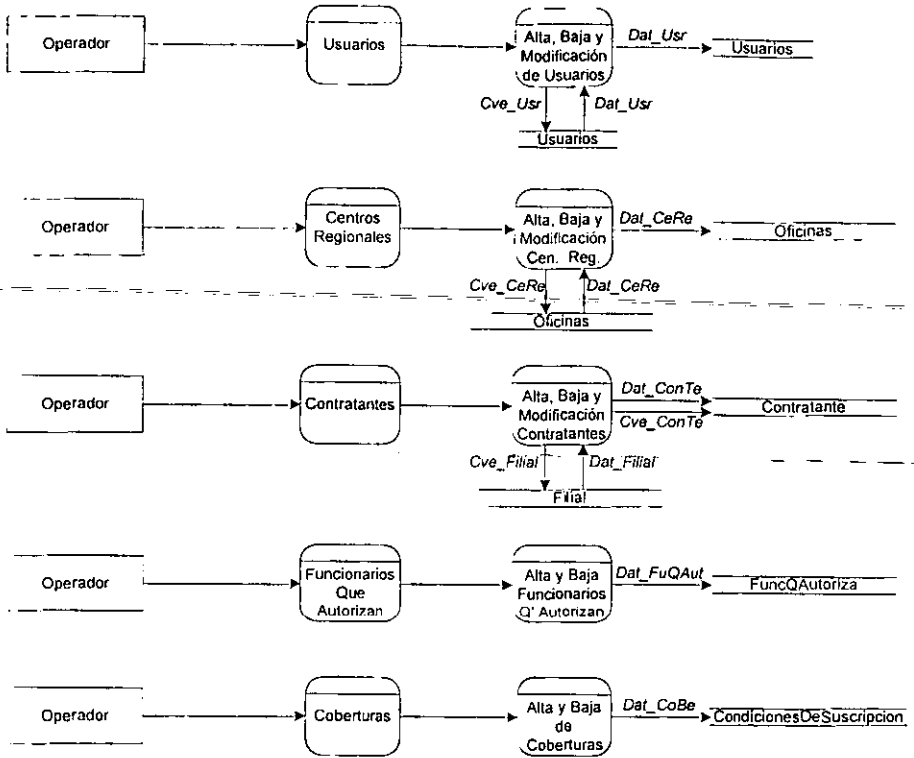 Operador
Usuarios
Alta, Baja y
Modificación
de Usuarios
Dat_Usr
Usuarios
Cve_Usr
Dat_Usr
Usuarios
Operador
Centros
Regionales
Alta, Baja y
Modificación
Cen. Reg.
Dat_CeRe
Oficinas
Cve_CeRe
Dat_CeRe
Oficinas
Operador
Contratantes
Alta, Baja y
Modificación
Contratantes
Dat_ConTe
Cve_ConTe
Contratante
Cve_Filial
Dat_Filial
Filial
Operador
Funcionarios
Que
Autorizan
Alta y Baja
Funcionarios
Q' Autorizan
Dat_FuQAut
FuncQAutoriza
Operador
Coberturas
Alta y Baja
de
Coberturas
Dat_CoBe
CondicionesDeSuscripcion